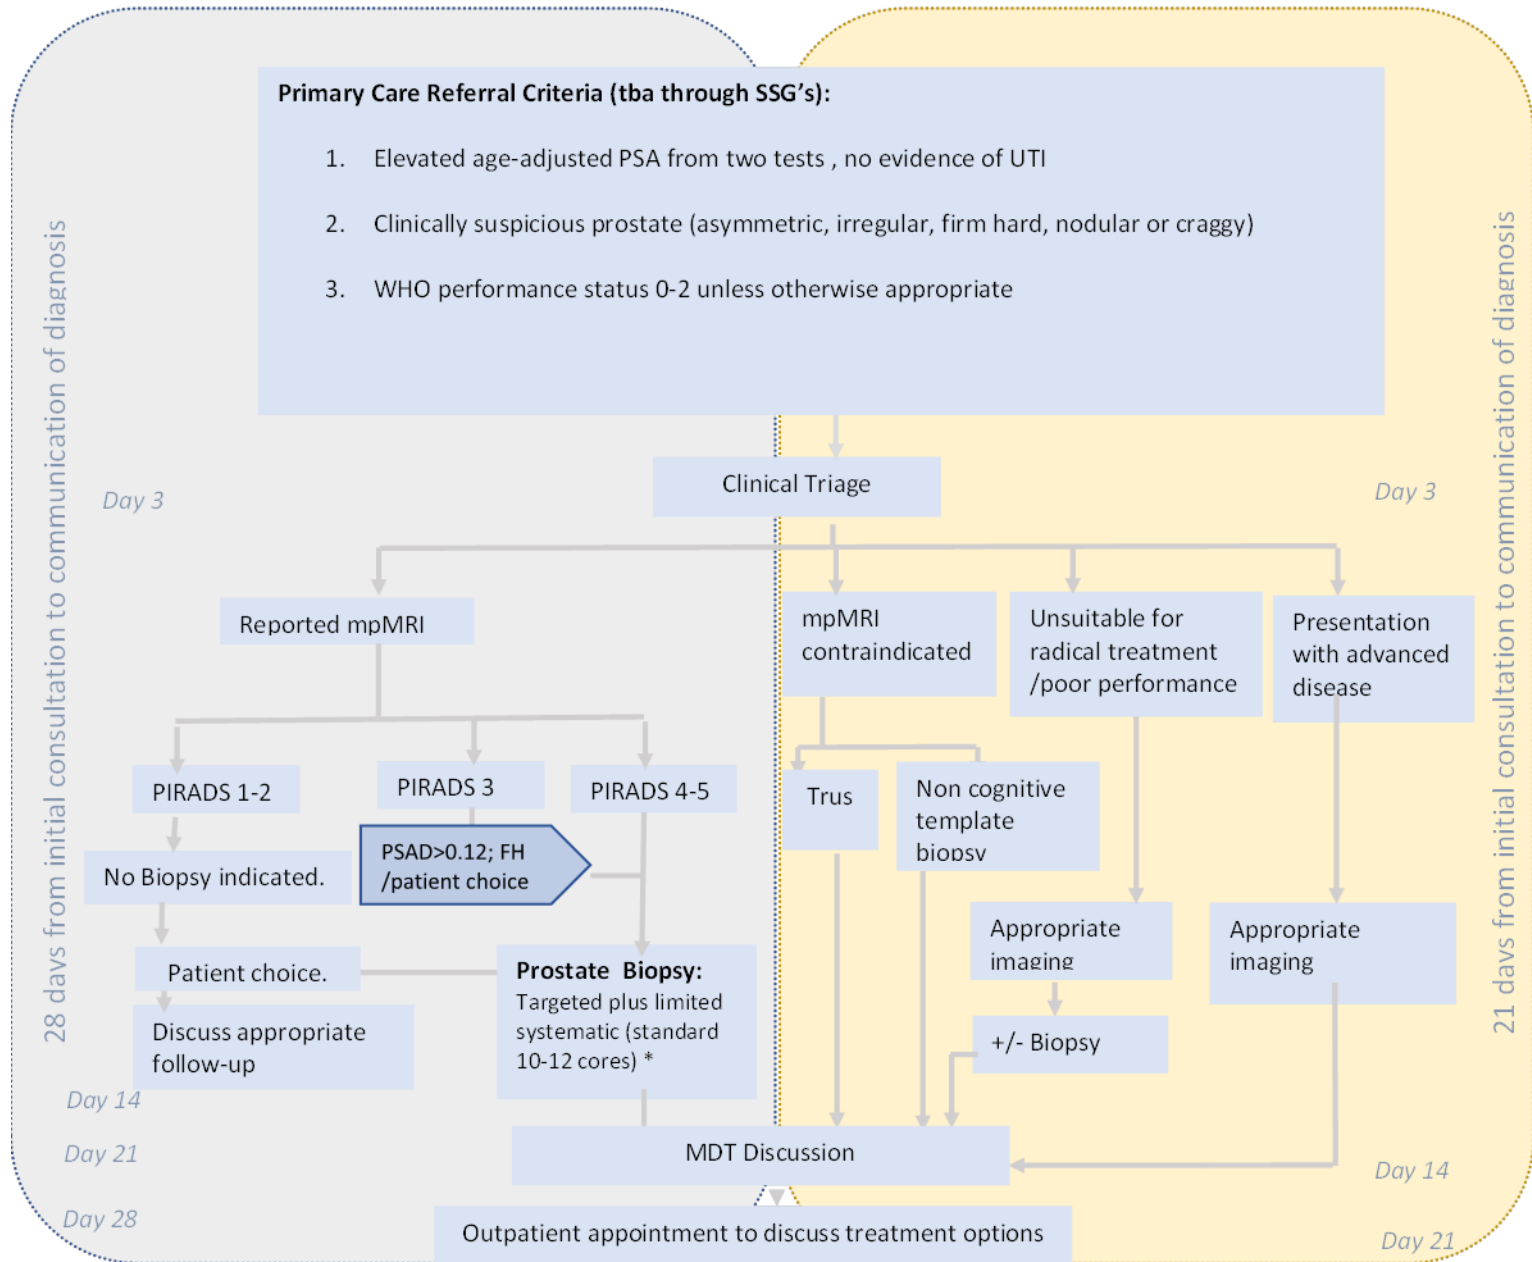 Primary Care Referral Criteria (tba through SSG's):
1. Elevated age-adjusted PSA from two tests , no evidence of UTI
2. Clinically suspicious prostate (asymmetric, irregular, firm hard, nodular or craggy)
3. WHO performance status 0-2 unless otherwise appropriate
28 days from initial consultation to communication of diagnosis
21 days from initial consultation to communication of diagnosis
Day 3
Clinical Triage
Day 3
Reported mpMRI
mpMRI
contraindicated
Unsuitable for
radical treatment
/poor performance
Presentation
with advanced
disease
PIRADS 1-2
PIRADS 3
PIRADS 4-5
Trus
Non cognitive
template
biopsy
PSAD>0.12; FH
/patient choice
No Biopsy indicated.
Appropriate
imaging
Appropriate
imaging
Patient choice.
Prostate Biopsy:
Targeted plus limited
systematic (standard
10-12 cores) *
Discuss appropriate
follow-up
+/- Biopsy
Day 14
MDT Discussion
Day 21
Day 14
Day 28
Outpatient appointment to discuss treatment options
Day 21